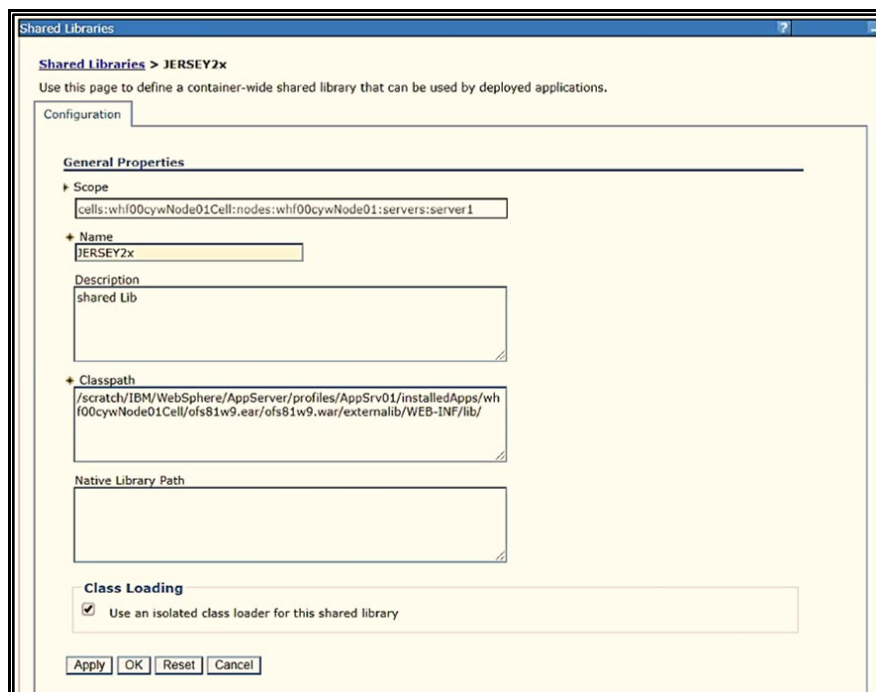 Shared Libraries ?
Shared Libraries > JERSEY2x
Use this page to define a container-wide shared library that can be used by deployed applications.
Configuration
General Properties
Scope
cells:whf00cywNode01Cell:nodes:whf00cywNode01:servers:server1
Name
JERSEY2x
Description
shared Lib
Classpath
/scratch/IBM/WebSphere/AppServer/profiles/AppSrv01/installedApps/wh
f00cywNode01Cell/ofs81w9.ear/ofs81w9.war/externalib/WEB-INF/lib/
Native Library Path
Class Loading
Use an isolated class loader for this shared library
Apply OK Reset Cancel